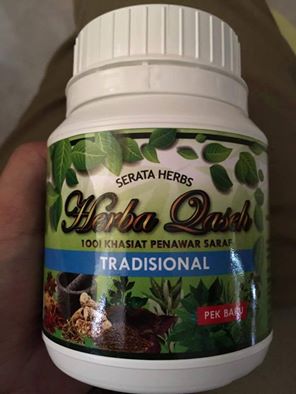 SERATA HERBS
Herba Qaseh
1001 KHASIAT PENAWAR SARAF
TRADISIONAL
PEK BARU